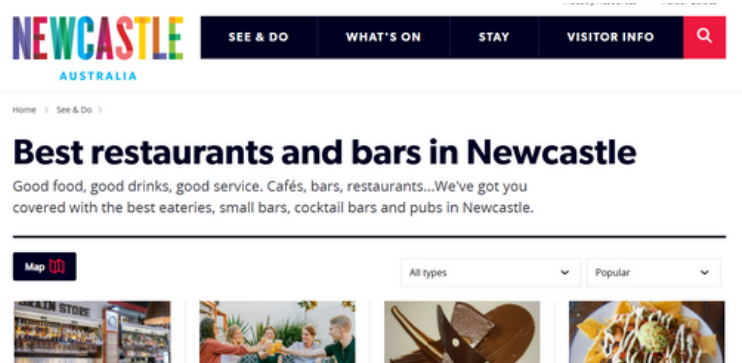 NEWCASTLE
AUSTRALIA
SEE & DO
WHAT'S ON
STAY
VISITOR INFO
Home > See & Do >
Best restaurants and bars in Newcastle
Good food, good drinks, good service. Cafés, bars, restaurants...We've got you
covered with the best eateries, small bars, cocktail bars and pubs in Newcastle.
Map
All types
Popular
GRAIN STORE